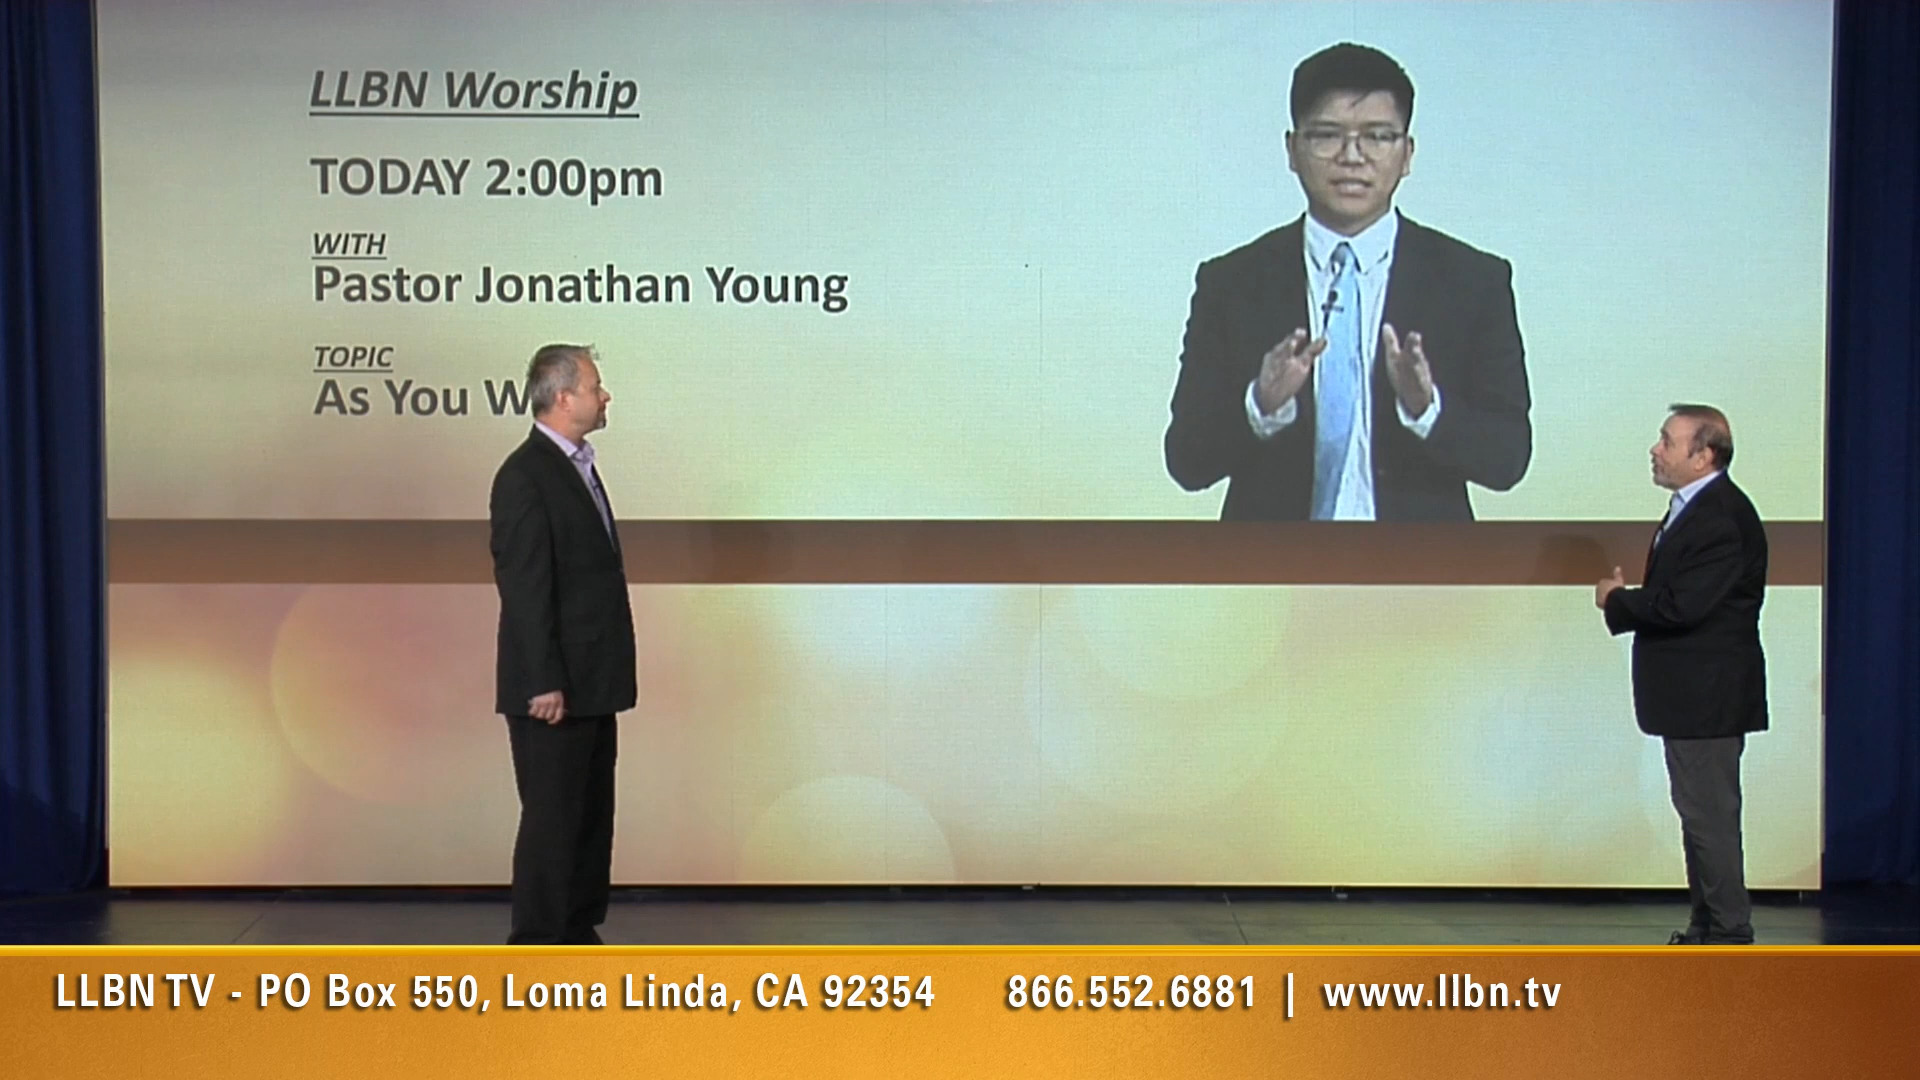 LLBN Worship
TODAY 2:00pm
WITH
Pastor Jonathan Young
TOPIC
As You
LLBN TV - PO Box 550, Loma Linda, CA 92354 866.552.6881 | www.llbn.tv